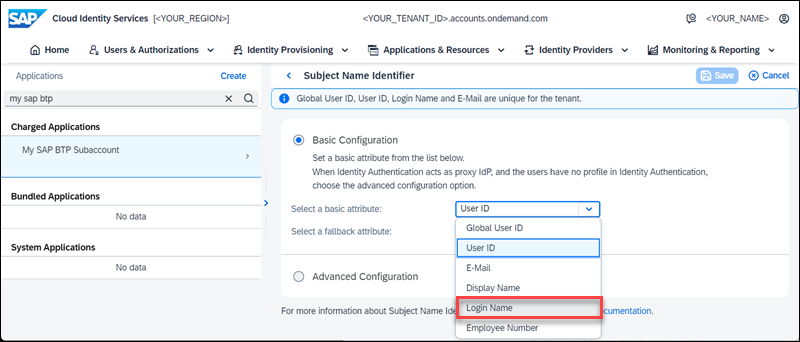 SAP Cloud Identity Services [<YOUR_REGION>] <YOUR_TENANT_ID>.accounts.ondemand.com <YOUR_NAME>
Home Users & Authorizations Identity Provisioning Applications & Resources Identity Providers Monitoring & Reporting
Applications Create
my sap btp
Charged Applications
My SAP BTP Subaccount
Bundled Applications
No data
System Applications
No data
Subject Name Identifier Save Cancel
Global User ID, User ID, Login Name and E-Mail are unique for the tenant.
Basic Configuration
Set a basic attribute from the list below.
When Identity Authentication acts as proxy IdP, and the users have no profile in Identity Authentication,
choose the advanced configuration option.
Select a basic attribute: User ID
Select a fallback attribute:
Global User ID
User ID
E-Mail
Display Name
Login Name
Employee Number
Advanced Configuration
For more information about Subject Name Ide cumentation.